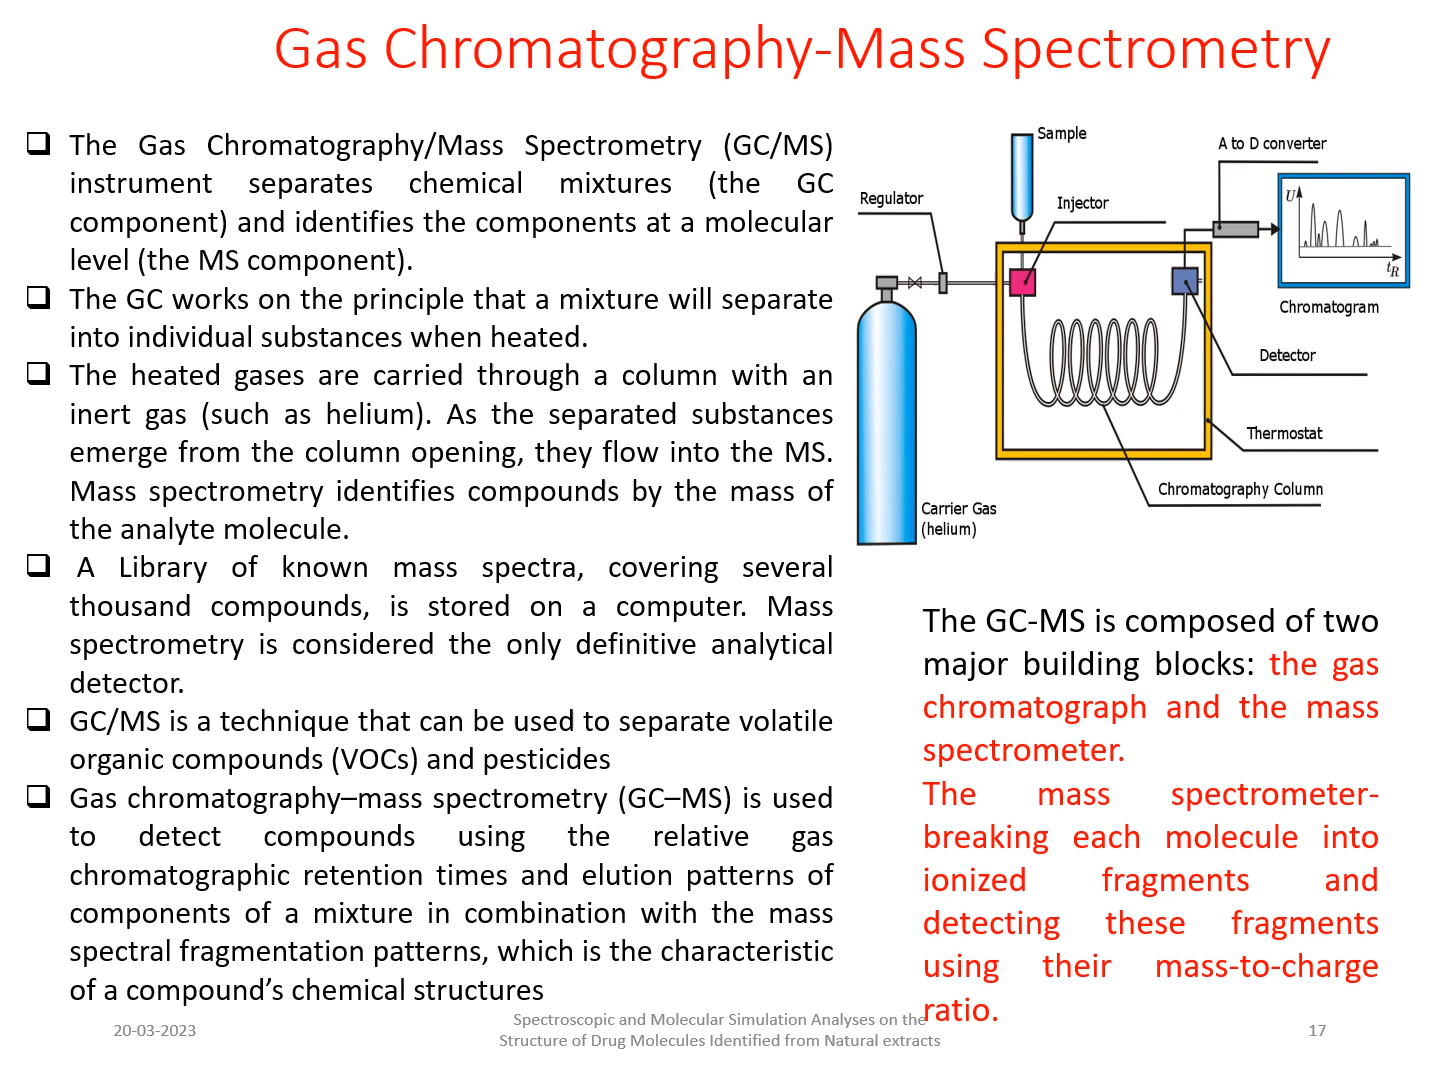 Gas Chromatography-Mass Spectrometry
❑ The Gas Chromatography/Mass Spectrometry (GC/MS)
instrument separates chemical mixtures (the GC
component) and identifies the components at a molecular
level (the MS component).
❑ The GC works on the principle that a mixture will separate
into individual substances when heated.
❑ The heated gases are carried through a column with an
inert gas (such as helium). As the separated substances
emerge from the column opening, they flow into the MS.
Mass spectrometry identifies compounds by the mass of
the analyte molecule.
❑ A Library of known mass spectra, covering several
thousand compounds, is stored on a computer. Mass
spectrometry is considered the only definitive analytical
detector.
❑ GC/MS is a technique that can be used to separate volatile
organic compounds (VOCs) and pesticides
❑ Gas chromatography–mass spectrometry (GC–MS) is used
to detect compounds using the relative gas
chromatographic retention times and elution patterns of
components of a mixture in combination with the mass
spectral fragmentation patterns, which is the characteristic
of a compound’s chemical structures
Sample
A to D converter
Regulator
Injector
U
tR
Chromatogram
Detector
Thermostat
Chromatography Column
Carrier Gas
(helium)
The GC-MS is composed of two
major building blocks: the gas
chromatograph and the mass
spectrometer.
The mass spectrometer-
breaking each molecule into
ionized fragments and
detecting these fragments
using their mass-to-charge
ratio.
20-03-2023
Spectroscopic and Molecular Simulation Analyses on the
Structure of Drug Molecules Identified from Natural extracts
17